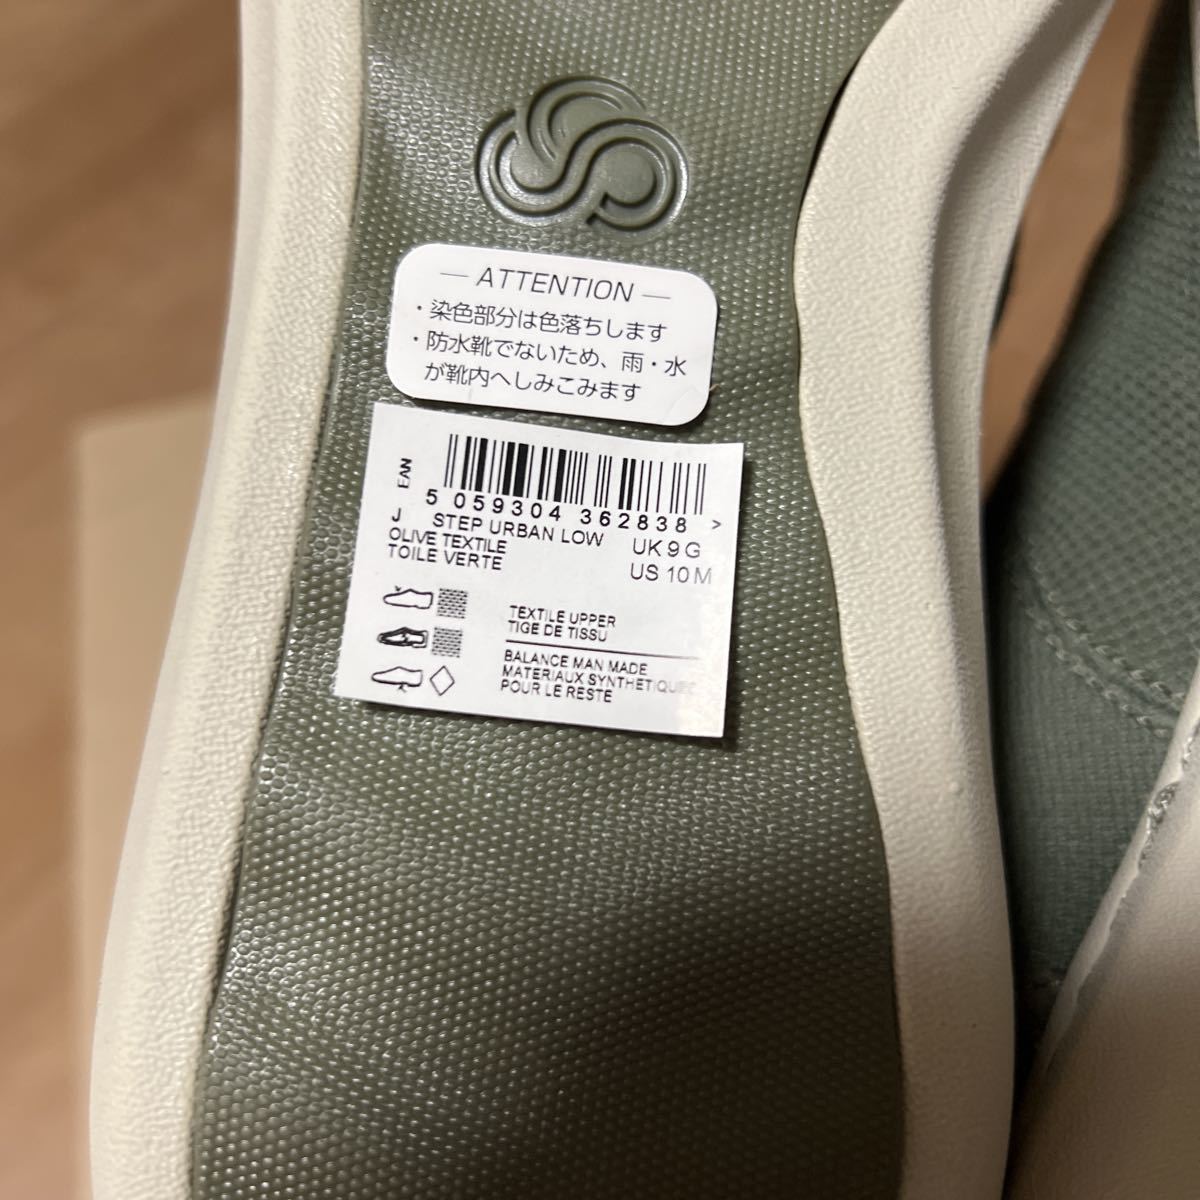 — ATTENTION —
・染色部分は色落ちします
・防水靴でないため、雨・水
が靴内へしみこみます
EAN
5 059304 362838 >
J STEP URBAN LOW UK 9 G
OLIVE TEXTILE US 10 M
TOILE VERTE
TEXTILE UPPER
TIGE DE TISSU
BALANCE MAN MADE
MATERIAUX SYNTHETIQUEC
POUR LE RESTE